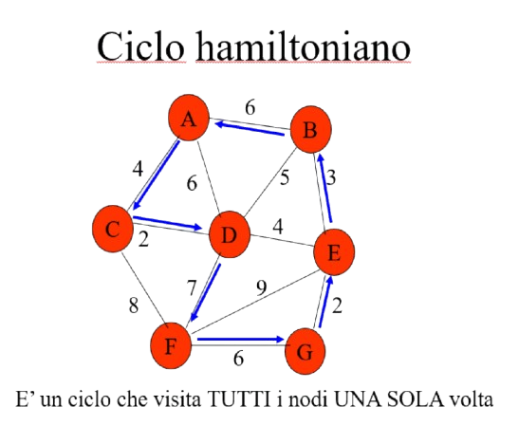 Ciclo hamiltoniano
6
A
B
4
6
5
3
C
2
D
4
E
7
9
8
2
F
6
G
E' un ciclo che visita TUTTI i nodi UNA SOLA volta